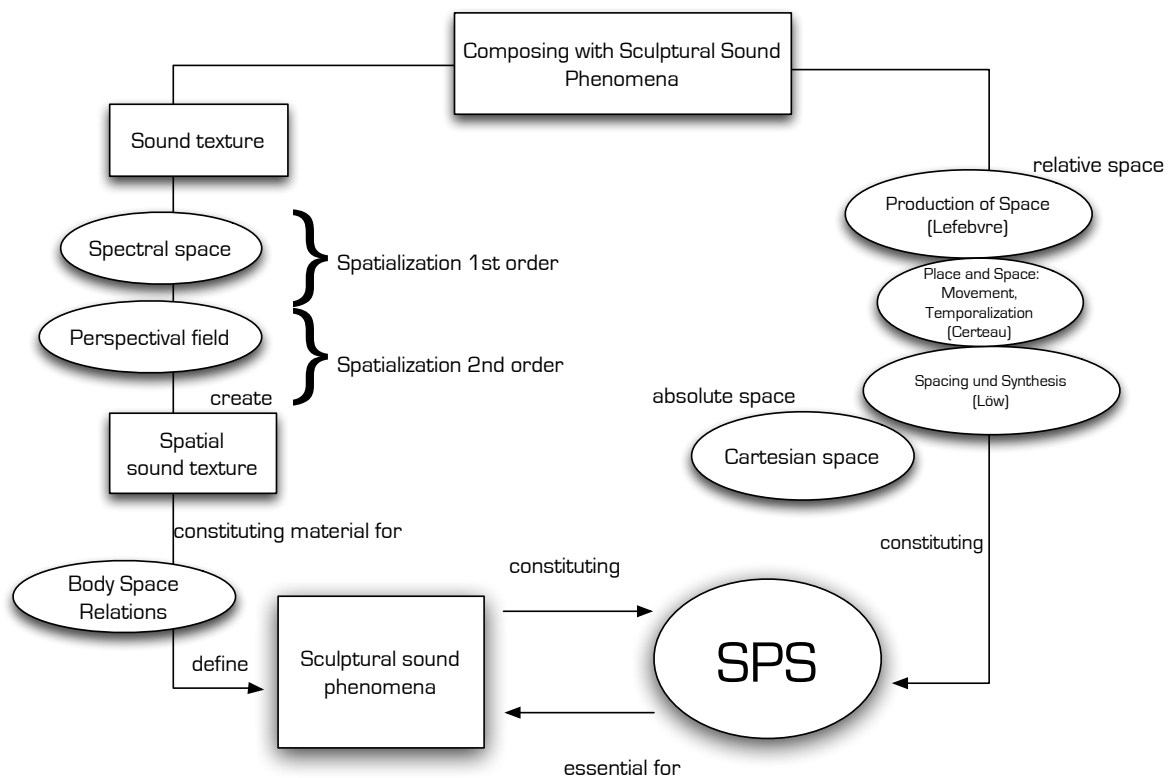 Composing with Sculptural Sound
Phenomena
Sound texture
Spectral space
Spatialization 1st order
Perspectival field
Spatialization 2nd order
create
Spatial
sound texture
constituting material for
Body Space
Relations
define
Sculptural sound
phenomena
constituting
essential for
SPS
relative space
Production of Space
(Lefebvre)
Place and Space:
Movement,
Temporalization
(Certeau)
Spacing und Synthesis
(Löw)
absolute space
Cartesian space
constituting